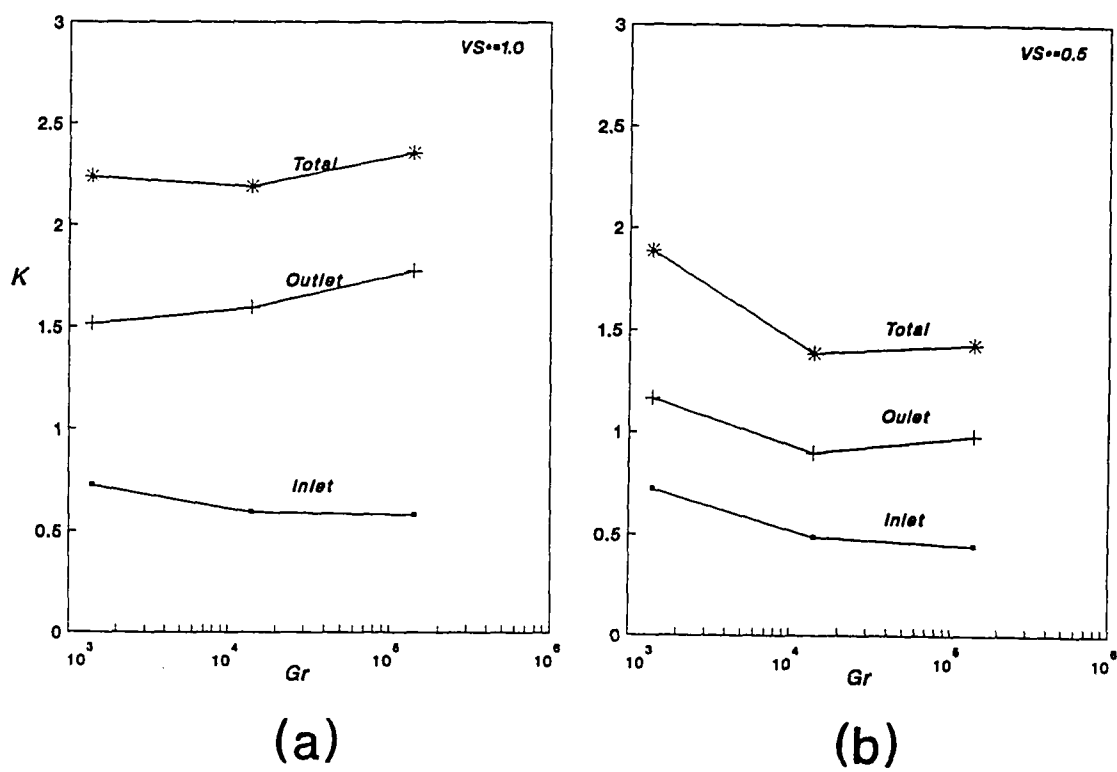 3
VS*=1.0
2.5
Total
2
K
Outlet
1.5
1
Inlet
0.5
0
10³ 10⁴ 10⁵ 10⁶
Gr
(a)
3
VS*=0.5
2.5
2
1.5
Total
Oulet
1
Inlet
0.5
0
10³ 10⁴ 10⁵ 10⁶
Gr
(b)